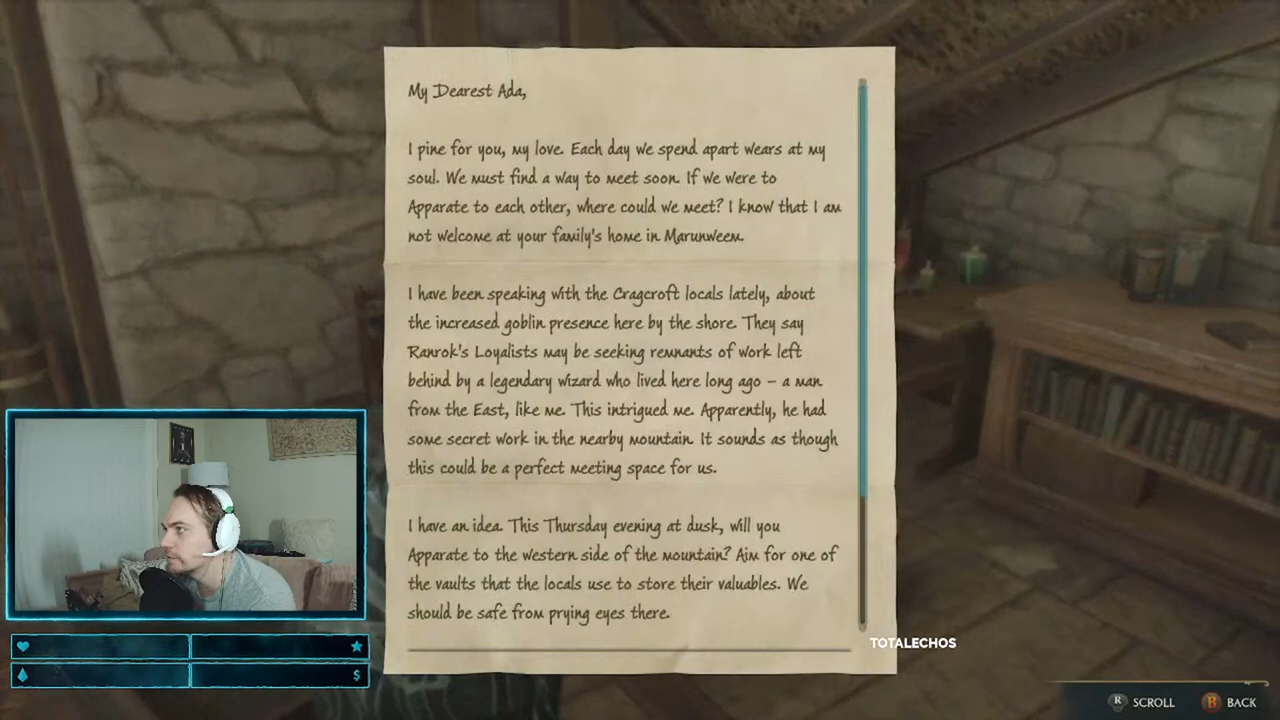 My Dearest Ada,
I pine for you, my love. Each day we spend apart wears at my
soul. We must find a way to meet soon. If we were to
Apparate to each other, where could we meet? I know that I am
not welcome at your family's home in Marunweem.
I have been speaking with the Cragcroft locals lately, about
the increased goblin presence here by the shore. They say
Ranrok's Loyalists may be seeking remnants of work left
behind by a legendary wizard who lived here long ago – a man
from the East, like me. This intrigued me. Apparently, he had
some secret work in the nearby mountain. It sounds as though
this could be a perfect meeting space for us.
I have an idea. This Thursday evening at dusk, will you
Apparate to the western side of the mountain? Aim for one of
the vaults that the locals use to store their valuables. We
should be safe from prying eyes there.
TOTALECHOS
$
R SCROLL
B BACK